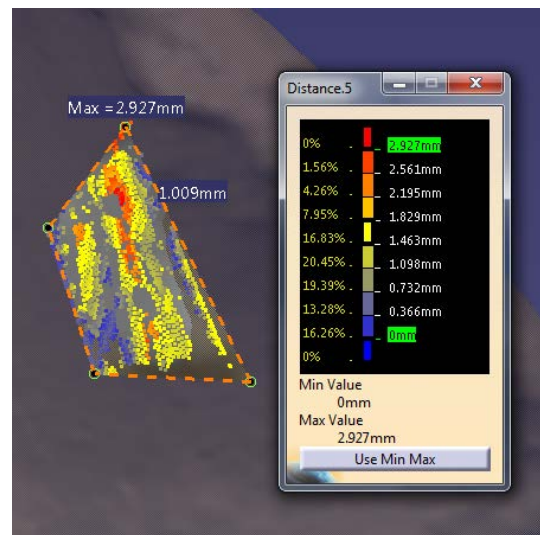 Max =2.927mm
1.009mm
Distance.5
0%
2.927mm
1.56%
2.561mm
4.26%
2.195mm
7.95%
1.829mm
16.83%
1.463mm
20.45%
1.098mm
19.39%
0.732mm
13.28%
0.366mm
16.26%
0mm
0%
Min Value
0mm
Max Value
2.927mm
Use Min Max